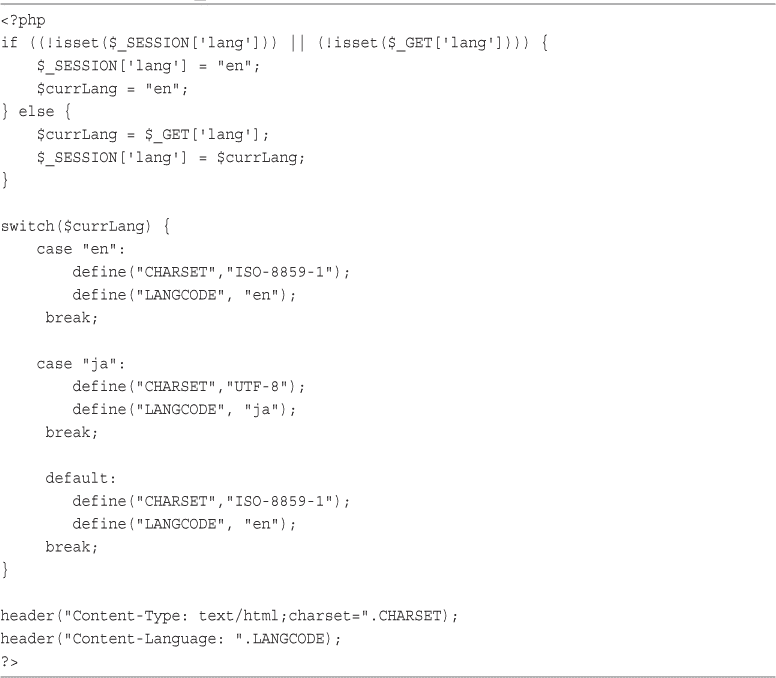 <?php
if ((!isset($_SESSION['lang'])) || (!isset($_GET['lang']))) {
    $_SESSION['lang'] = "en";
    $currLang = "en";
} else {
    $currLang = $_GET['lang'];
    $_SESSION['lang'] = $currLang;
}

switch($currLang) {
    case "en":
        define("CHARSET","ISO-8859-1");
        define("LANGCODE", "en");
     break;

    case "ja":
        define("CHARSET","UTF-8");
        define("LANGCODE", "ja");
     break;

     default:
        define("CHARSET","ISO-8859-1");
        define("LANGCODE", "en");
     break;
}

header("Content-Type: text/html;charset=".CHARSET);
header("Content-Language: ".LANGCODE);
?>